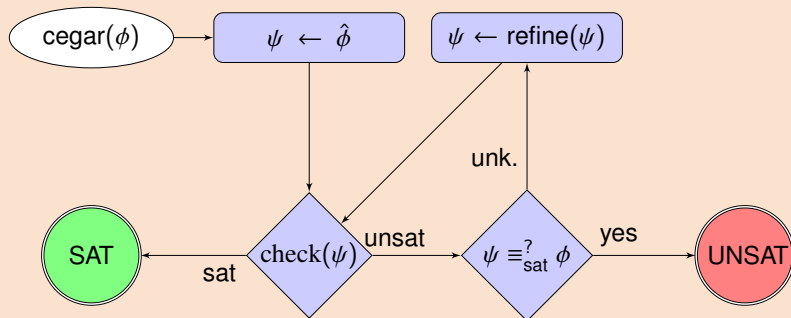 cegar(ϕ)
ψ ← ϕ̂
ψ ← refine(ψ)
unk.
SAT
sat
check(ψ)
unsat
ψ ≡?sat ϕ
yes
UNSAT